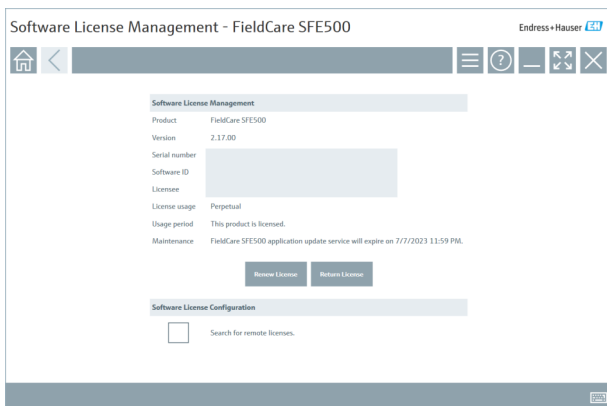 Software License Management - FieldCare SFE500
Endress+Hauser EH
?
Software License Management
Product FieldCare SFE500
Version 2.17.00
Serial number
Software ID
Licensee
License usage Perpetual
Usage period This product is licensed.
Maintenance FieldCare SFE500 application update service will expire on 7/7/2023 11:59 PM.
Renew License Return License
Software License Configuration
Search for remote licenses.